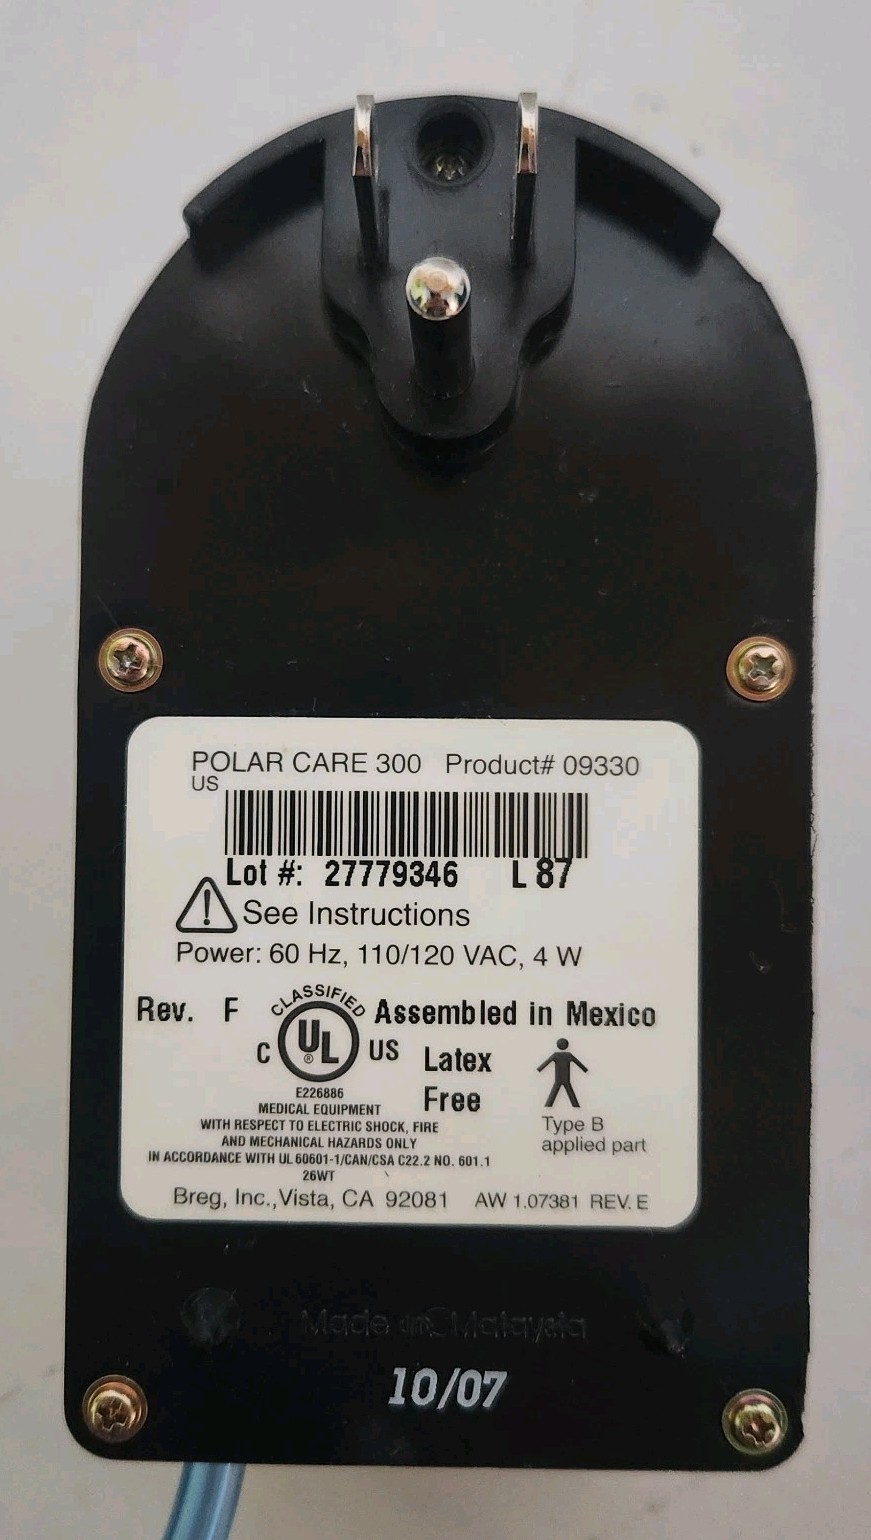 POLAR CARE 300 Product# 09330
US
Lot #: 27779346 L 87
See Instructions
Power: 60 Hz, 110/120 VAC, 4 W
Rev. F
CLASSIFIED
C UL® US
Assembled in Mexico
Latex
Free
E226886
MEDICAL EQUIPMENT
WITH RESPECT TO ELECTRIC SHOCK, FIRE
AND MECHANICAL HAZARDS ONLY
IN ACCORDANCE WITH UL 60601-1/CAN/CSA C22.2 NO. 601.1
26WT
Type B
applied part
Breg, Inc.,Vista, CA 92081 AW 1.07381 REV. E
Made in Malaysia
10/07